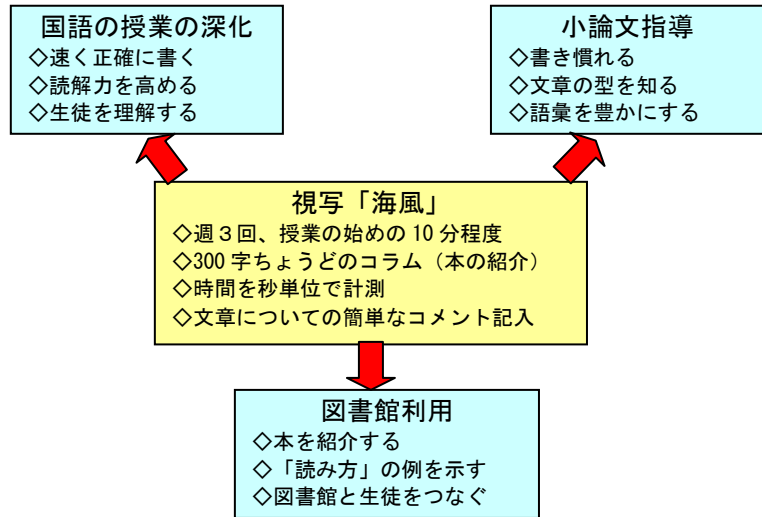 国語の授業の深化
◇速く正確に書く
◇読解力を高める
◇生徒を理解する
小論文指導
◇書き慣れる
◇文章の型を知る
◇語彙を豊かにする
視写「海風」
◇週３回、授業の始めの 10 分程度
◇300 字ちょうどのコラム（本の紹介）
◇時間を秒単位で計測
◇文章についての簡単なコメント記入
図書館利用
◇本を紹介する
◇「読み方」の例を示す
◇図書館と生徒をつなぐ